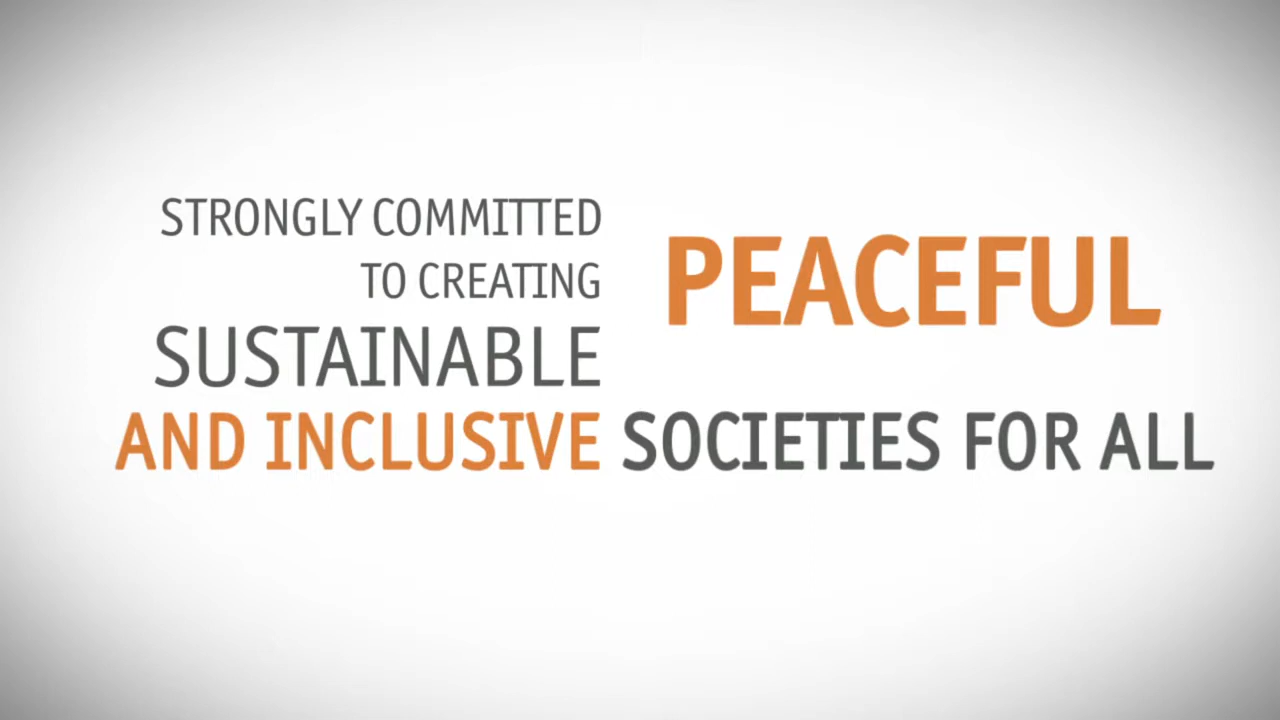 STRONGLY COMMITTED
TO CREATING
PEACEFUL
SUSTAINABLE
AND INCLUSIVE SOCIETIES FOR ALL